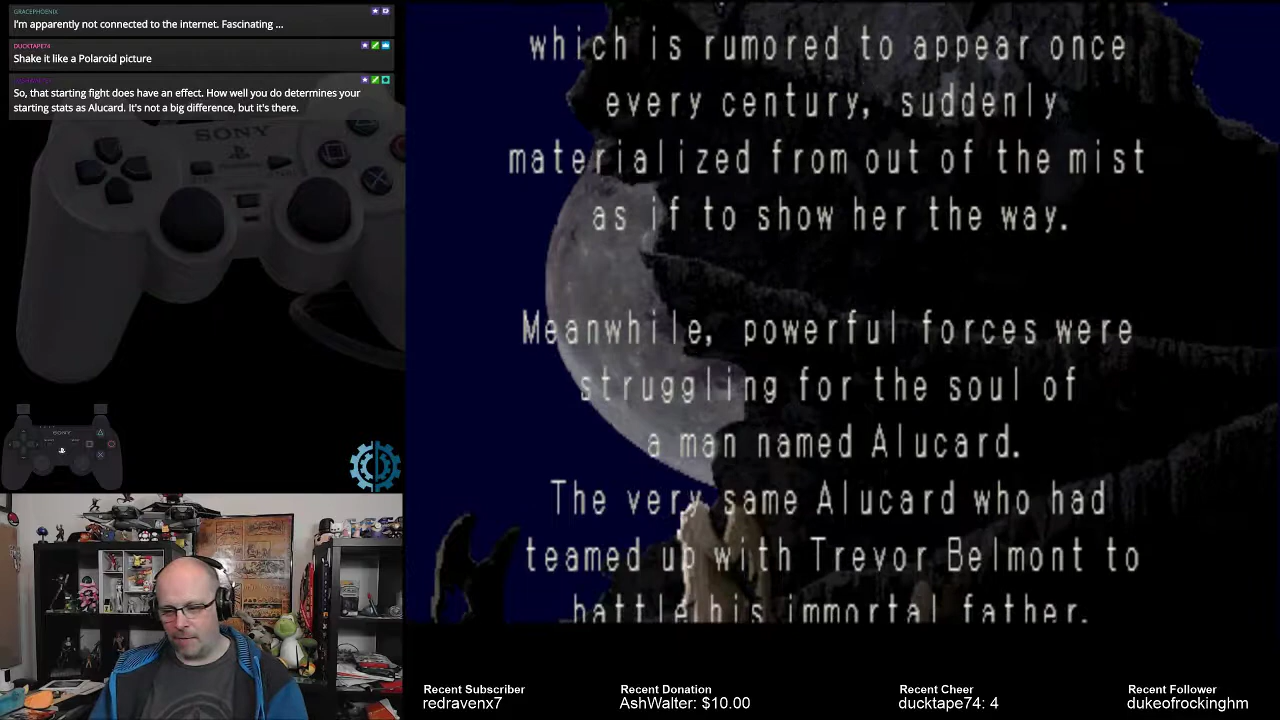 GRACEPHOENIX
I'm apparently not connected to the internet. Fascinating ...
DUCKTAPE74
Shake it like a Polaroid picture
So, that starting fight does have an effect. How well you do determines your
starting stats as Alucard. It's not a big difference, but it's there.
SONY
which is rumored to appear once
every century, suddenly
materialized from out of the mist
as if to show her the way.
Meanwhile, powerful forces were
struggling for the soul of
a man named Alucard.
The very same Alucard who had
teamed up with Trevor Belmont to
battle his immortal father.
SONY
Recent Subscriber
redravenx7
Recent Donation
AshWalter: $10.00
Recent Cheer
ducktape74: 4
Recent Follower
dukeofrockinghm